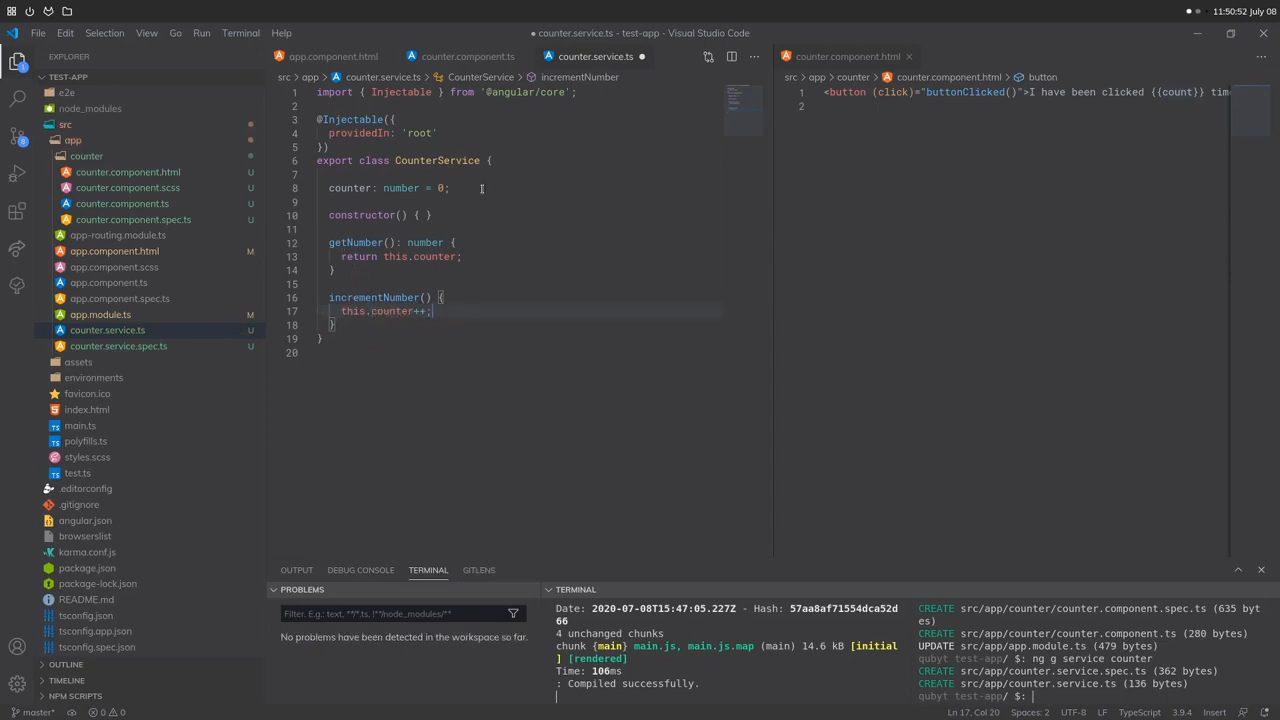 11:50:52 July 08
File Edit Selection View Go Run Terminal Help
● counter.service.ts - test-app - Visual Studio Code
EXPLORER
TEST-APP
e2e
node_modules
src
app
counter
counter.component.html U
counter.component.scss U
counter.component.ts U
counter.component.spec.ts U
app-routing.module.ts
app.component.html M
app.component.scss
app.component.ts
app.component.spec.ts
app.module.ts M
counter.service.ts U
counter.service.spec.ts U
assets
environments
favicon.ico
index.html
main.ts
polyfills.ts
styles.scss
test.ts
.editorconfig
.gitignore
angular.json
browserslist
karma.conf.js
package.json
package-lock.json
README.md
tsconfig.json
tsconfig.app.json
tsconfig.spec.json
OUTLINE
TIMELINE
NPM SCRIPTS
app.component.html counter.component.ts counter.service.ts ●
src > app > counter.service.ts > CounterService > incrementNumber
1 import { Injectable } from '@angular/core';
2
3 @Injectable({
4 providedIn: 'root'
5 })
6 export class CounterService {
7
8 counter: number = 0;
9
10 constructor() { }
11
12 getNumber(): number {
13 return this.counter;
14 }
15
16 incrementNumber() {
17 this.counter++;
18 }
19 }
20
counter.component.html
src > app > counter > counter.component.html > button
1 <button (click)="buttonClicked()">I have been clicked {{count}} tim
2
OUTPUT DEBUG CONSOLE TERMINAL GITLENS
PROBLEMS
Filter. E.g.: text, **/*.ts, !**/node_modules/**
No problems have been detected in the workspace so far.
TERMINAL
Date: 2020-07-08T15:47:05.227Z - Hash: 57aa8af71554dca52d
66
4 unchanged chunks
chunk {main} main.js, main.js.map (main) 14.6 kB [initial
] [rendered]
Time: 106ms
: Compiled successfully.
CREATE src/app/counter/counter.component.spec.ts (635 byt
es)
CREATE src/app/counter/counter.component.ts (280 bytes)
UPDATE src/app/app.module.ts (479 bytes)
qubyt test-app/ $: ng g service counter
CREATE src/app/counter.service.spec.ts (362 bytes)
CREATE src/app/counter.service.ts (136 bytes)
qubyt test-app/ $:
master* 0 0 Ln 17, Col 20 Spaces: 2 UTF-8 LF TypeScript 3.9.4 Insert